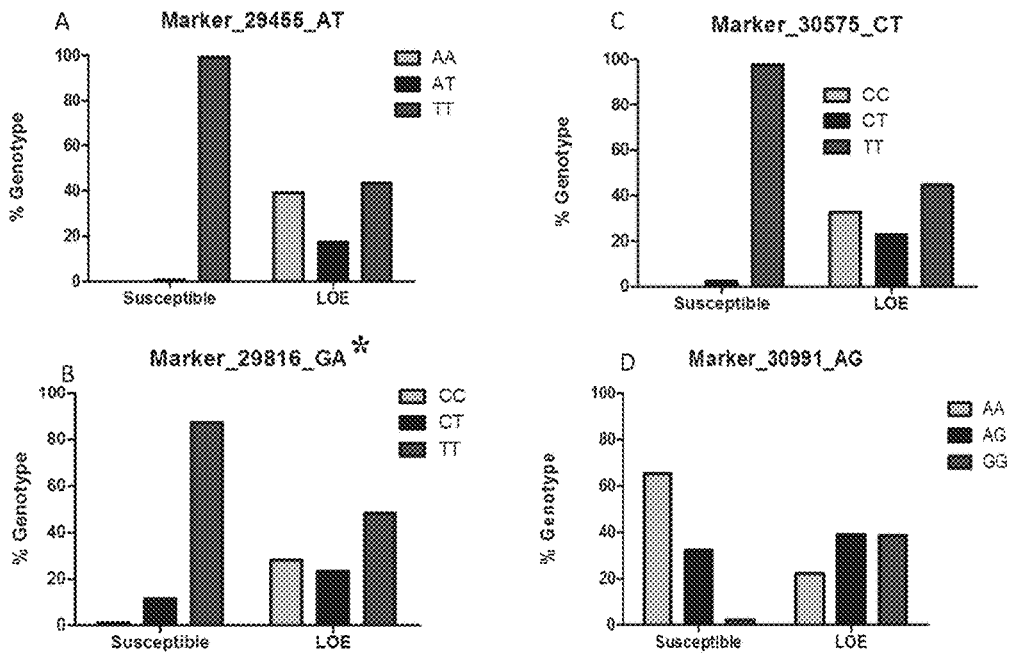 A
Marker_29455_AT
% Genotype
100
80
60
40
20
0
Susceptible
LOE
AA
AT
TT
C
Marker_30575_CT
% Genotype
100
80
60
40
20
0
Susceptible
LOE
CC
CT
TT
B
Marker_29816_GA*
% Genotype
100
80
60
40
20
0
Susceptible
LOE
CC
CT
TT
D
Marker_30991_AG
% Genotype
100
80
60
40
20
0
Susceptible
LOE
AA
AG
GG